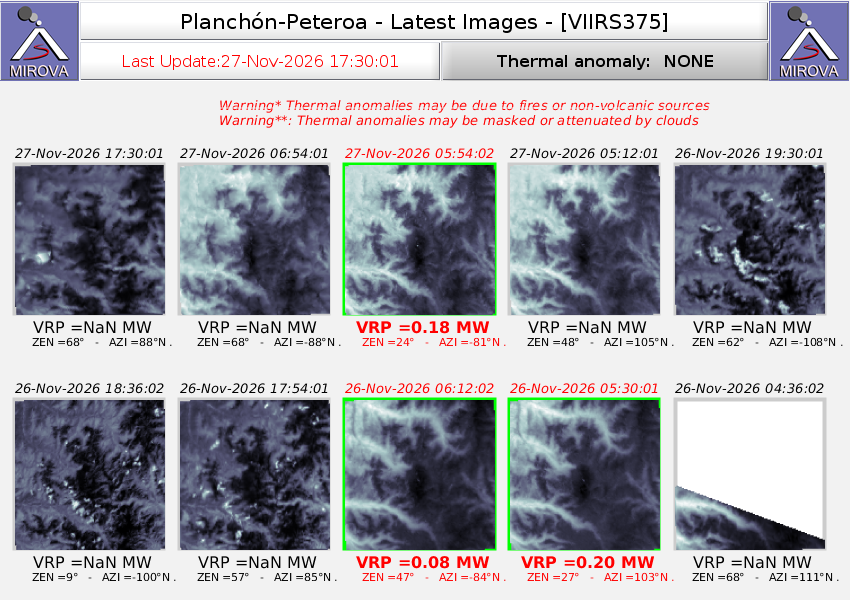 Planchón-Peteroa - Latest Images - [VIIRS375]
MIROVA
Last Update:27-Nov-2026 17:30:01
Thermal anomaly: NONE
MIROVA
Warning* Thermal anomalies may be due to fires or non-volcanic sources
Warning**: Thermal anomalies may be masked or attenuated by clouds
27-Nov-2026 17:30:01 27-Nov-2026 06:54:01 27-Nov-2026 05:54:02 27-Nov-2026 05:12:01 26-Nov-2026 19:30:01
VRP =NaN MW VRP =NaN MW VRP =0.18 MW VRP =NaN MW VRP =NaN MW
ZEN =68° - AZI =88°N . ZEN =68° - AZI =-88°N . ZEN =24° - AZI =-81°N . ZEN =48° - AZI =105°N . ZEN =62° - AZI =-108°N .
26-Nov-2026 18:36:02 26-Nov-2026 17:54:01 26-Nov-2026 06:12:02 26-Nov-2026 05:30:01 26-Nov-2026 04:36:02
VRP =NaN MW VRP =NaN MW VRP =0.08 MW VRP =0.20 MW VRP =NaN MW
ZEN =9° - AZI =-100°N . ZEN =57° - AZI =85°N . ZEN =47° - AZI =-84°N . ZEN =27° - AZI =103°N . ZEN =68° - AZI =111°N .